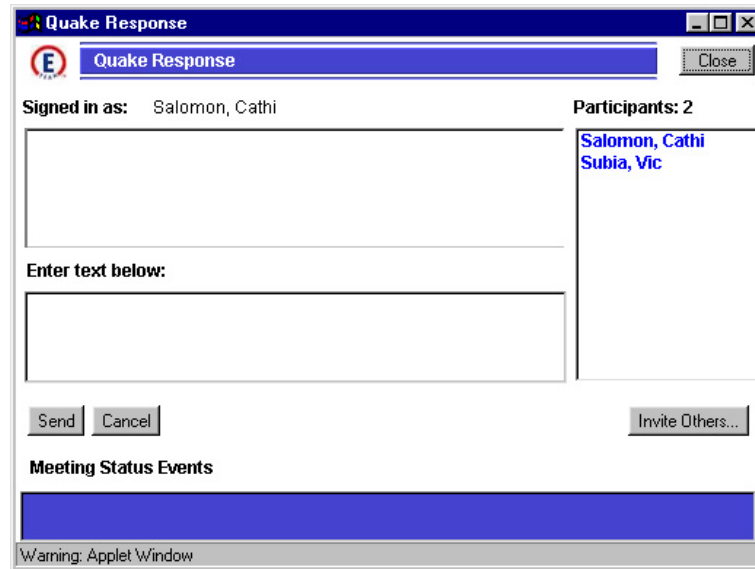 Quake Response
E
TEAM
Quake Response
Close
Signed in as: Salomon, Cathi
Participants: 2
Salomon, Cathi
Subia, Vic
Enter text below:
Send
Cancel
Invite Others...
Meeting Status Events
Warning: Applet Window